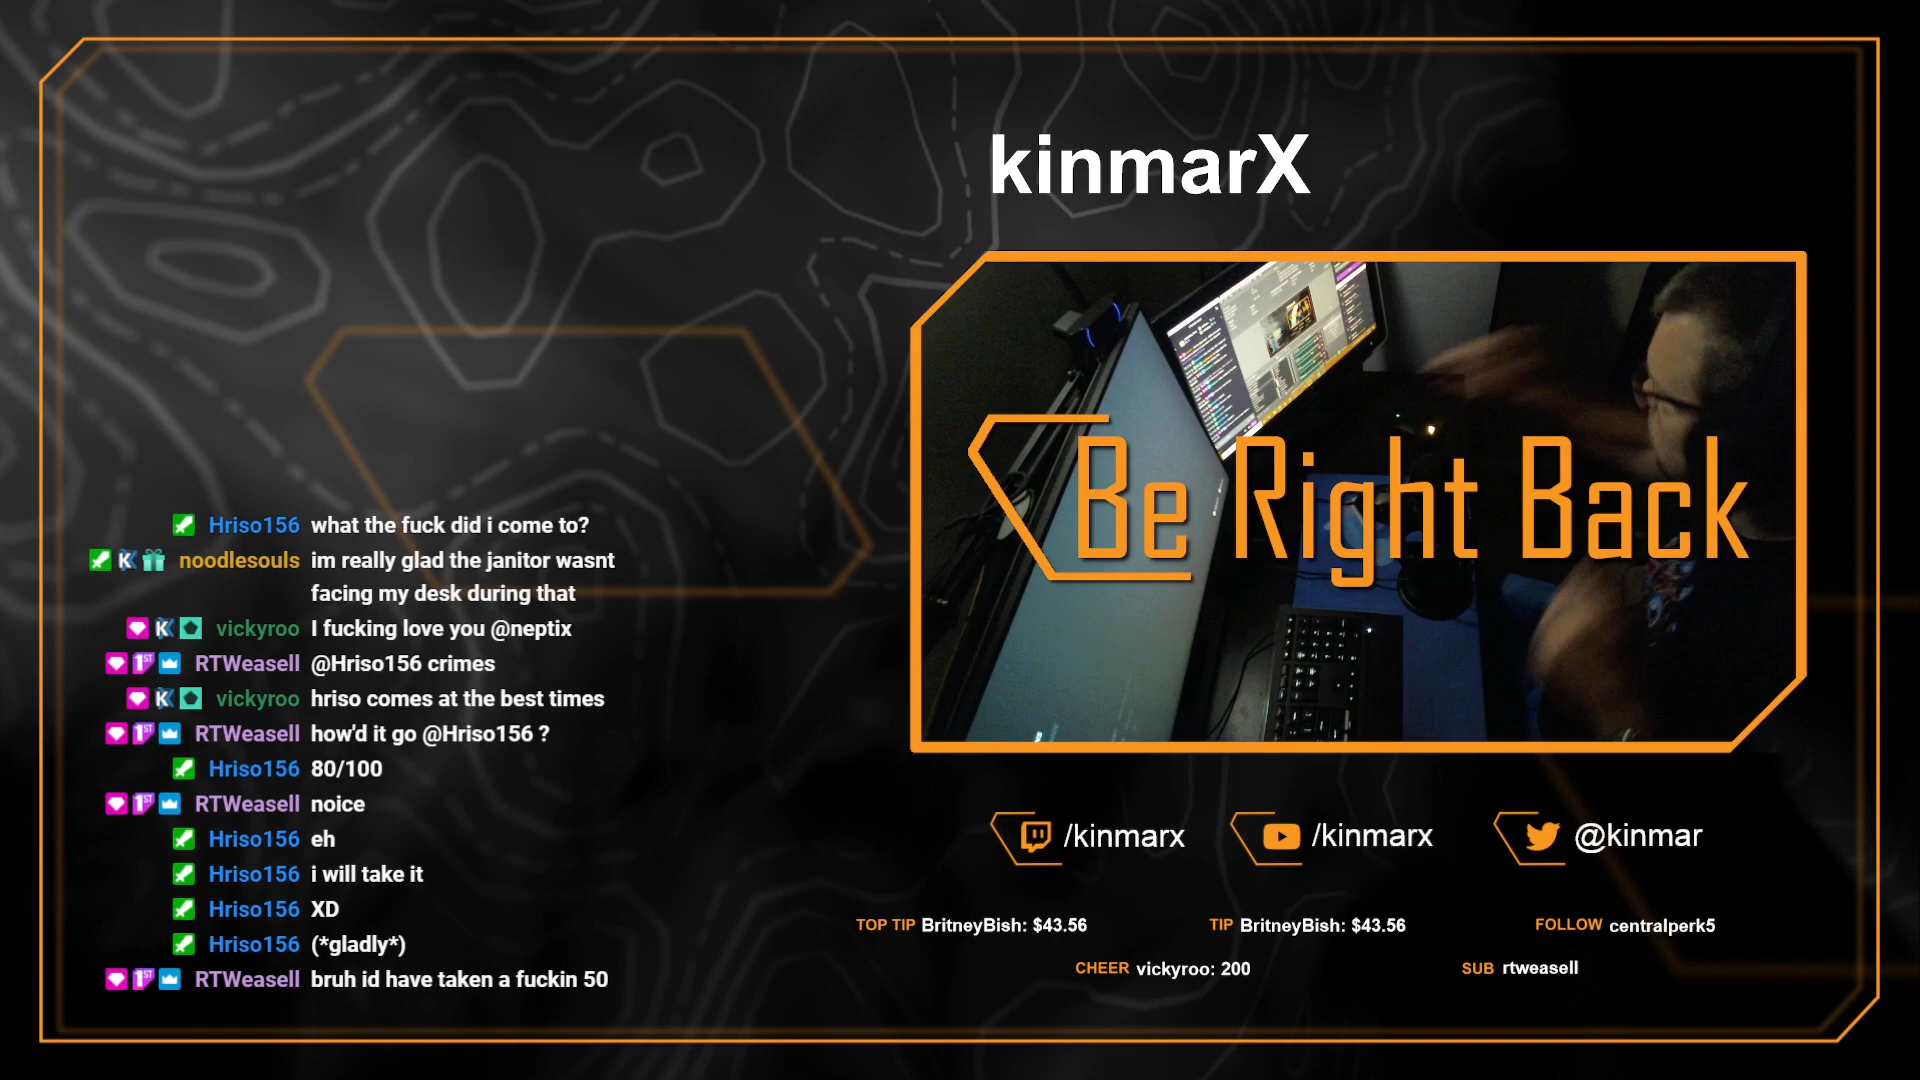 kinmarX
Be Right Back
Hriso156 what the fuck did i come to?
noodlesouls im really glad the janitor wasnt
facing my desk during that
vickyroo I fucking love you @neptix
RTWeasell @Hriso156 crimes
vickyroo hriso comes at the best times
RTWeasell how'd it go @Hriso156 ?
Hriso156 80/100
RTWeasell noice
Hriso156 eh
Hriso156 i will take it
Hriso156 XD
Hriso156 (*gladly*)
RTWeasell bruh id have taken a fuckin 50
/kinmarx /kinmarx @kinmar
TOP TIP BritneyBish: $43.56 TIP BritneyBish: $43.56 FOLLOW centralperk5
CHEER vickyroo: 200 SUB rtweasell